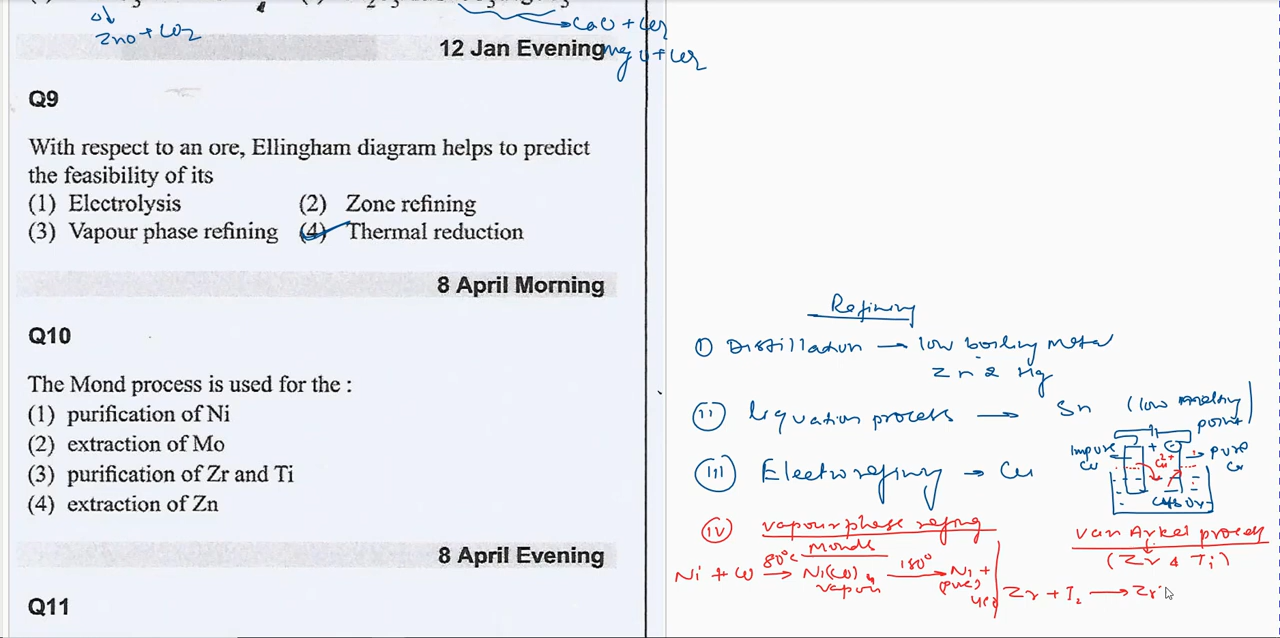 ZnO + CO2
CaO + CO2
12 Jan Evening
MgO + CO2
Q9
With respect to an ore, Ellingham diagram helps to predict
the feasibility of its
(1) Electrolysis (2) Zone refining
(3) Vapour phase refining (4) Thermal reduction
8 April Morning
Q10
The Mond process is used for the :
(1) purification of Ni
(2) extraction of Mo
(3) purification of Zr and Ti
(4) extraction of Zn
8 April Evening
Q11
Refining
(i) Distillation → low boiling metal
Zn & Hg
(ii) liquation process → Sn (low melting
point)
Impure
Cu
+ -
Cu2+
pure
Cu
(iii) Electrorefining → Cu
(iv) vapour phase refing
Monds
Ni + CO 80°C → Ni(CO)4 180° → Ni +
vapour (pure)
4CO
van Arkel process
(Zr & Ti)
Zr + I2 → Zr